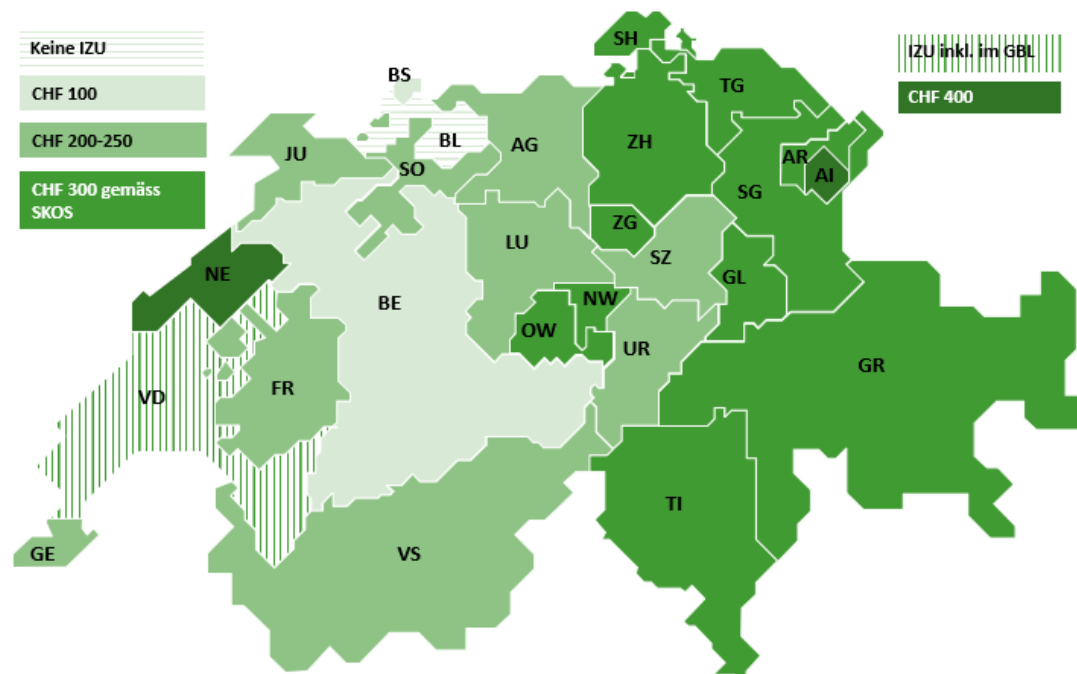 Keine IZU
CHF 100
CHF 200-250
CHF 300 gemäss
SKOS
IZU inkl. im GBL
CHF 400
SH
BS
TG
BL
AG
ZH
JU
SO
AR
AI
SG
ZG
LU
SZ
NE
GL
BE
NW
OW
UR
GR
VD
FR
TI
GE
VS